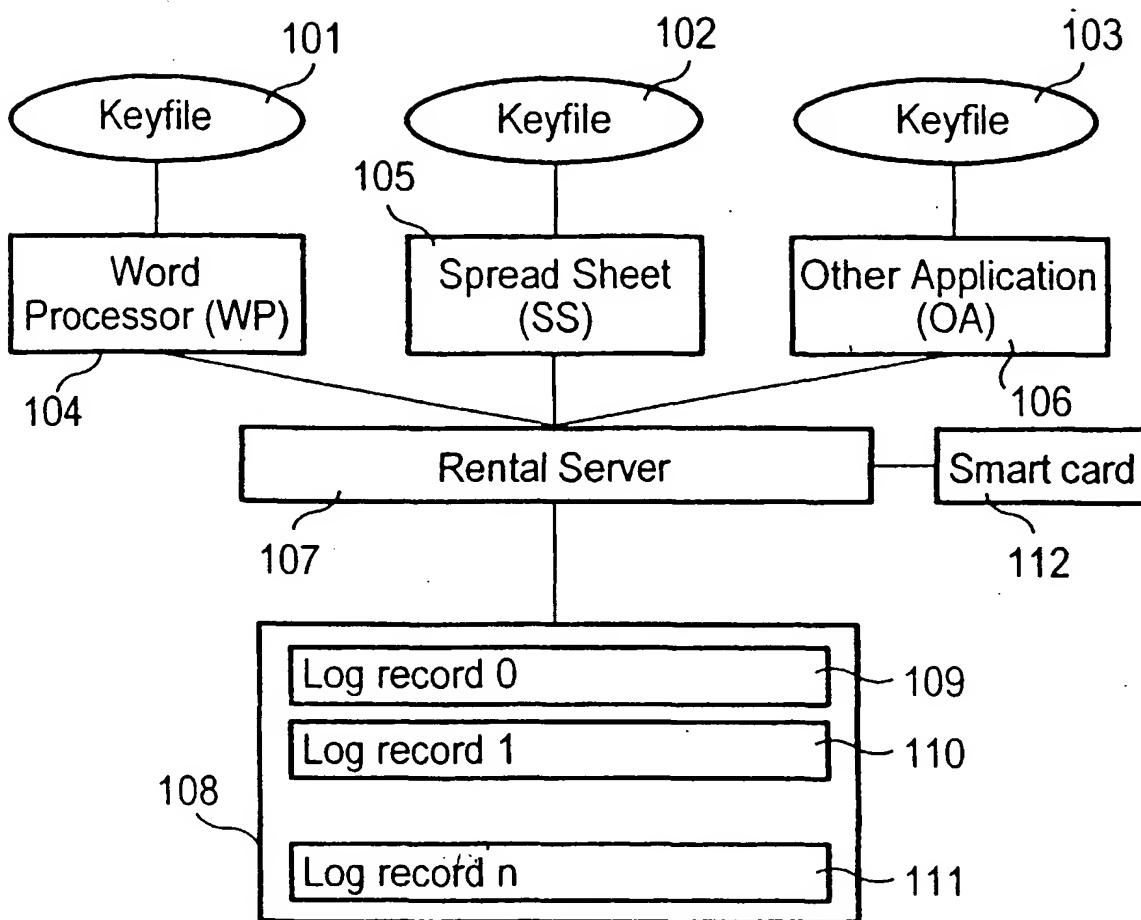 101
102
103
Keyfile
Keyfile
Keyfile
105
Word
Processor (WP)
Spread Sheet
(SS)
Other Application
(OA)
104
106
Rental Server
Smart card
107
112
Log record 0
109
Log record 1
110
108
Log record n
111